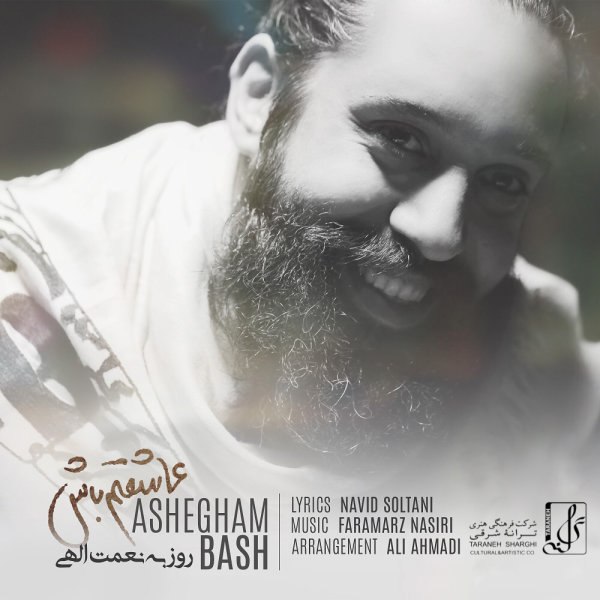 عاشقم باش
ASHEGHAM
BASH
روزبه نعمت الهی
LYRICS NAVID SOLTANI
MUSIC FARAMARZ NASIRI
ARRANGEMENT ALI AHMADI
شرکت فرهنگی هنری
ترانهٔ شرقی
TARANEH SHARGHI
CULTURAL&ARTISTIC CO
TARANEH